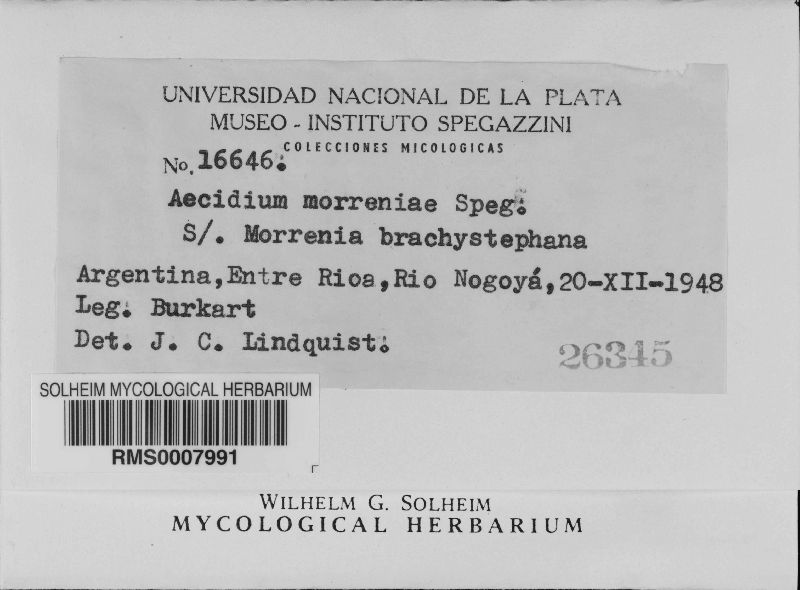 UNIVERSIDAD NACIONAL DE LA PLATA
MUSEO - INSTITUTO SPEGAZZINI
COLECCIONES MICOLOGICAS
No. 16646:
Aecidium morreniae Speg:
S/. Morrenia brachystephana
Argentina, Entre Rios, Rio Nogoyá, 20-XII-1948
Leg: Burkart
Det. J. C. Lindquist:
26345
SOLHEIM MYCOLOGICAL HERBARIUM
RMS0007991
WILHELM G. SOLHEIM
MYCOLOGICAL HERBARIUM